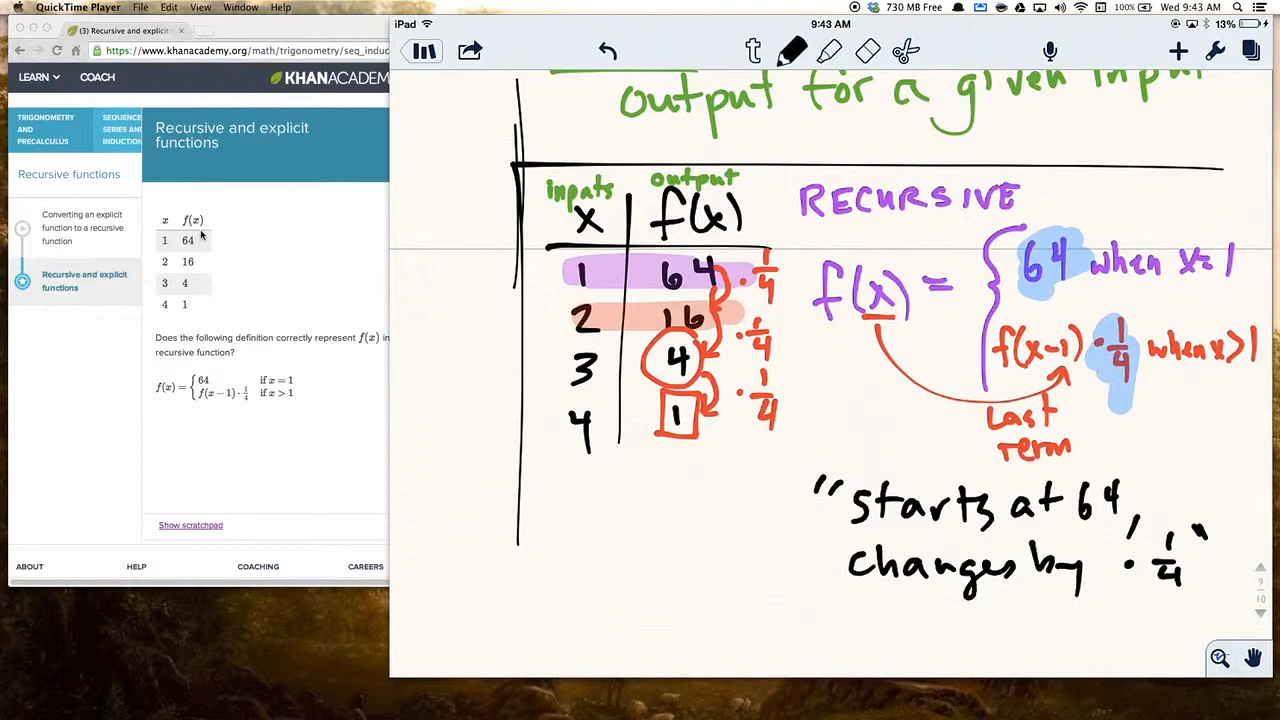 QuickTime Player File Edit View Window Help
730 MB Free 100% Wed 9:43 AM
(3) Recursive and explicit
https://www.khanacademy.org/math/trigonometry/seq_induc
LEARN COACH KHANACADEM
TRIGONOMETRY AND PRECALCULUS
SEQUENCE SERIES AND INDUCTION
Recursive functions
Converting an explicit
function to a recursive
function
Recursive and explicit
functions
Recursive and explicit
functions
x f(x)
1 64
2 16
3 4
4 1
Does the following definition correctly represent f(x) in
recursive function?
f(x) = { 64 if x = 1
f(x−1) · 1/4 if x > 1
Show scratchpad
ABOUT COACHING CAREERS
iPad 9:43 AM 13%
output for a given input
inputs output
x f(x)
1 64 · 1/4
2 16 · 1/4
3 4 · 1/4
4 1
RECURSIVE
f(x) = { 64 when x=1
f(x-1) · 1/4 when x>1
Last
Term
"starts at 64,
changes by · 1/4"
9
10